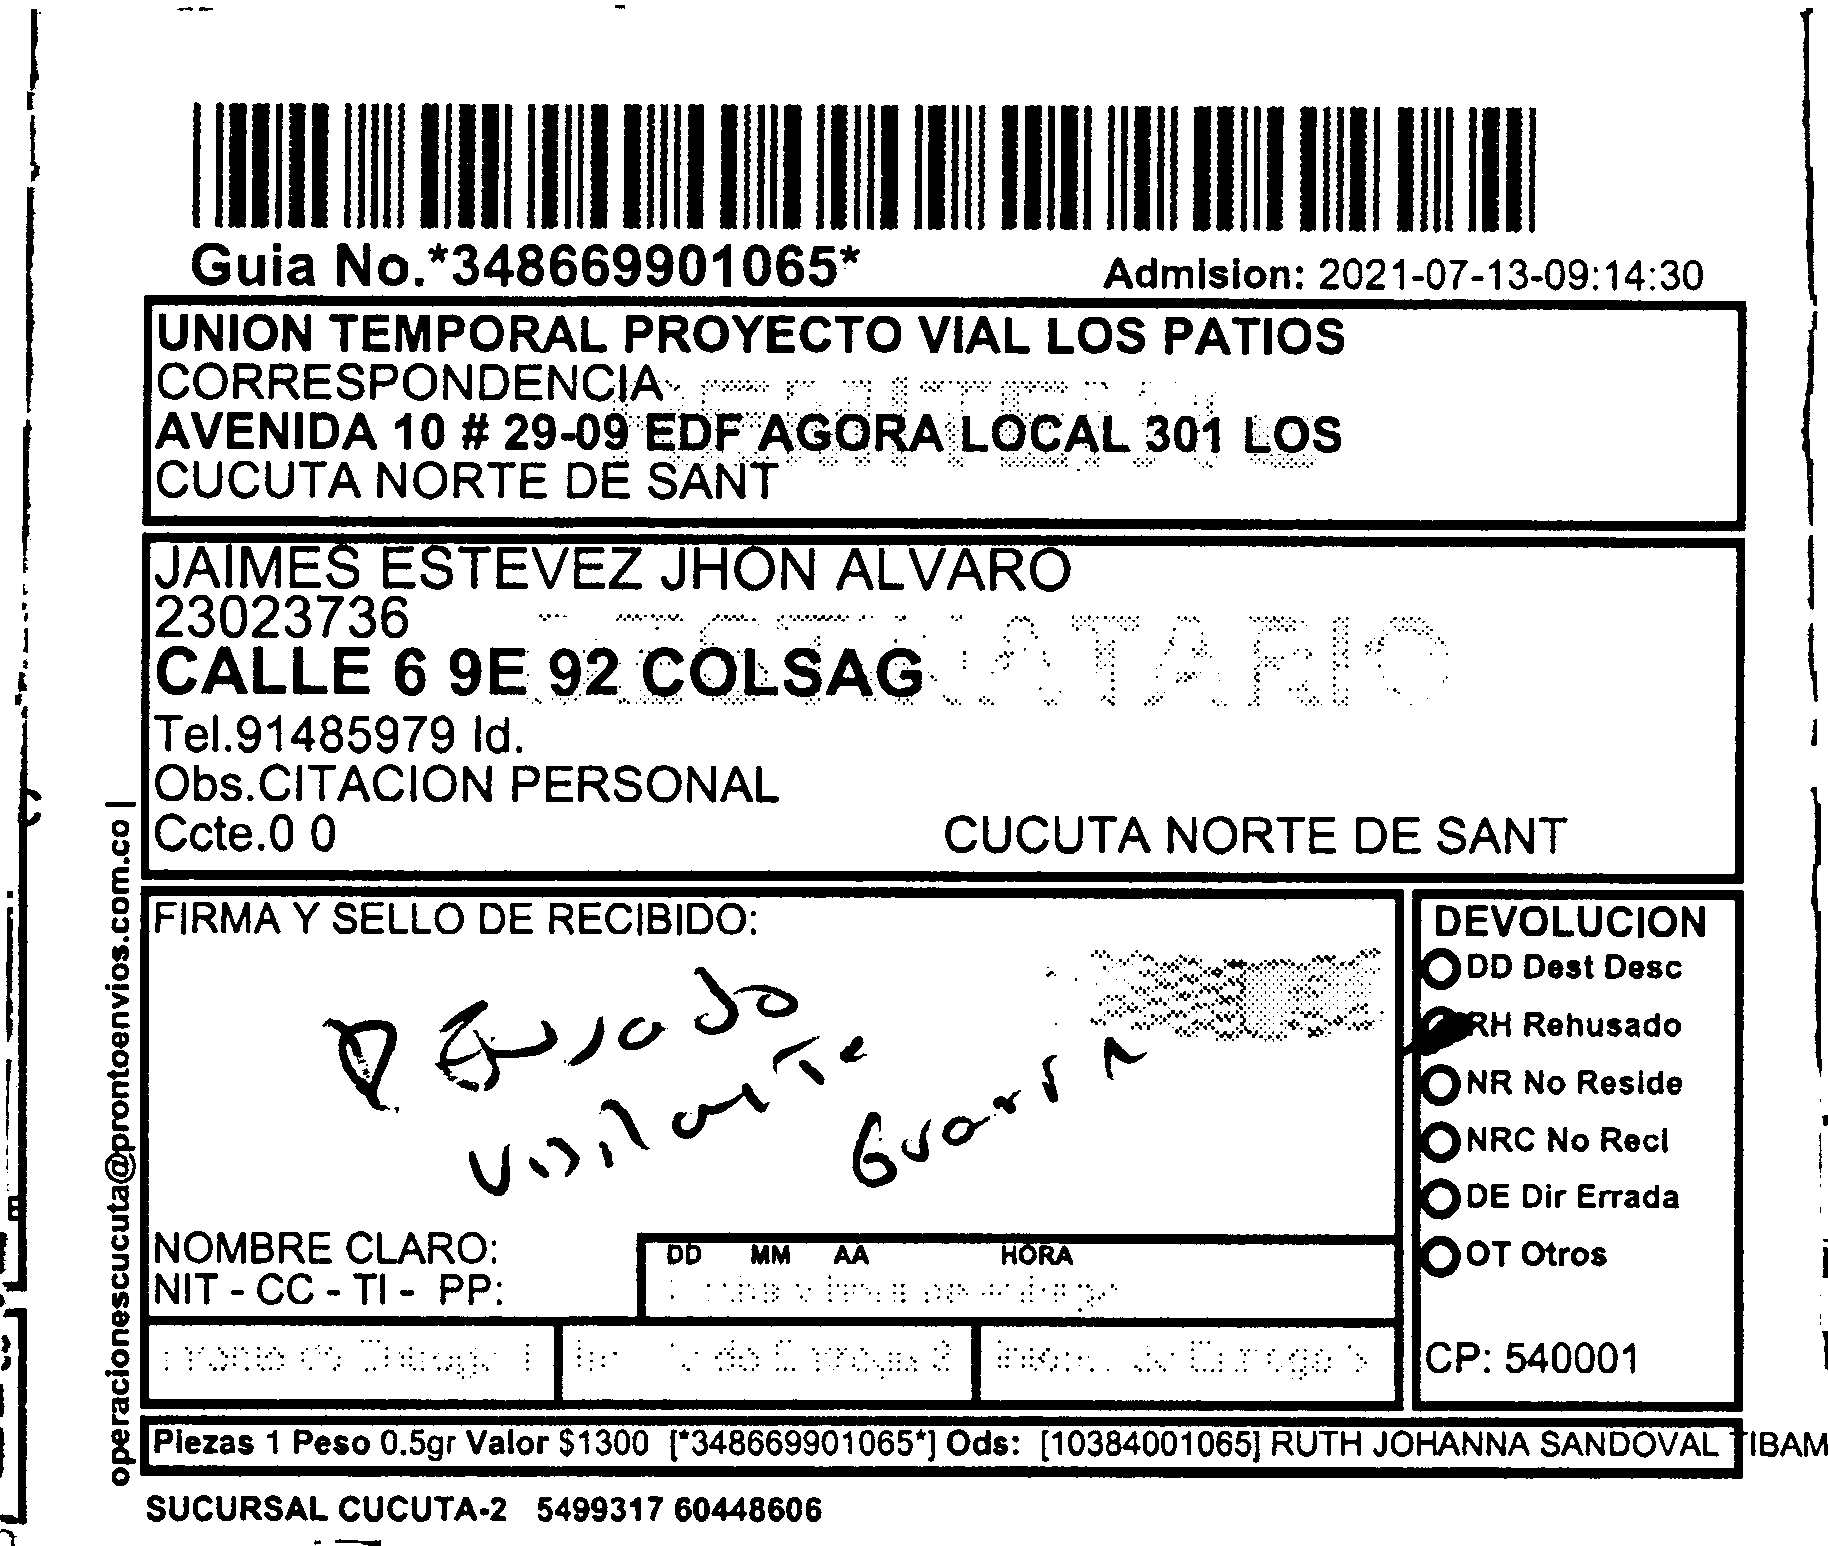 Guia No.*348669901065*
Admision: 2021-07-13-09:14:30
UNION TEMPORAL PROYECTO VIAL LOS PATIOS
CORRESPONDENCIA
AVENIDA 10 # 29-09 EDF AGORA LOCAL 301 LOS
CUCUTA NORTE DE SANT
JAIMES ESTEVEZ JHON ALVARO
23023736
DESTINATARIO
CALLE 6 9E 92 COLSAG
Tel.91485979 Id.
Obs.CITACION PERSONAL
Ccte.0 0
CUCUTA NORTE DE SANT
operacionescucuta@prontoenvios.com.co |
FIRMA Y SELLO DE RECIBIDO:
NOMBRE CLARO:
NIT - CC - TI - PP:
DD MM AA HORA
DEVOLUCION
DD Dest Desc
RH Rehusado
NR No Reside
NRC No Recl
DE Dir Errada
OT Otros
CP: 540001
Piezas 1 Peso 0.5gr Valor $1300 [*348669901065*] Ods: [10384001065] RUTH JOHANNA SANDOVAL TIBAM
SUCURSAL CUCUTA-2 5499317 60448606